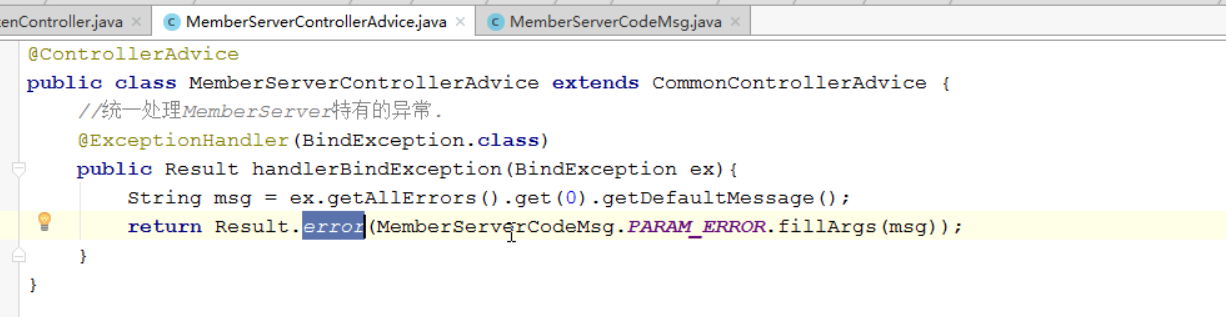 enController.java × MemberServerControllerAdvice.java × MemberServerCodeMsg.java ×
@ControllerAdvice
public class MemberServerControllerAdvice extends CommonControllerAdvice {
//统一处理MemberServer特有的异常.
@ExceptionHandler(BindException.class)
public Result handlerBindException(BindException ex){
String msg = ex.getAllErrors().get(0).getDefaultMessage();
return Result.error(MemberServerCodeMsg.PARAM_ERROR.fillArgs(msg));
}
}